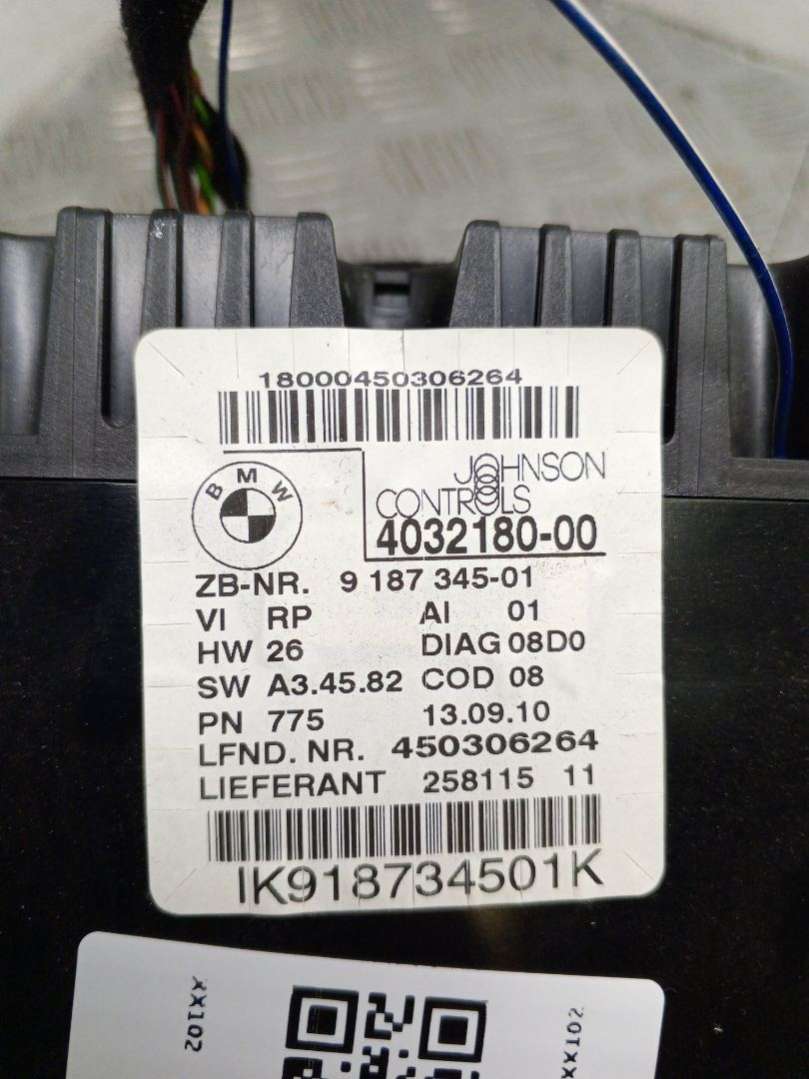 18000450306264
BMW
JOHNSON
CONTROLS
4032180-00
ZB-NR. 9 187 345-01
VI RP AI 01
HW 26 DIAG 08D0
SW A3.45.82 COD 08
PN 775 13.09.10
LFND. NR. 450306264
LIEFERANT 258115 11
IK918734501K
XX102
XX102